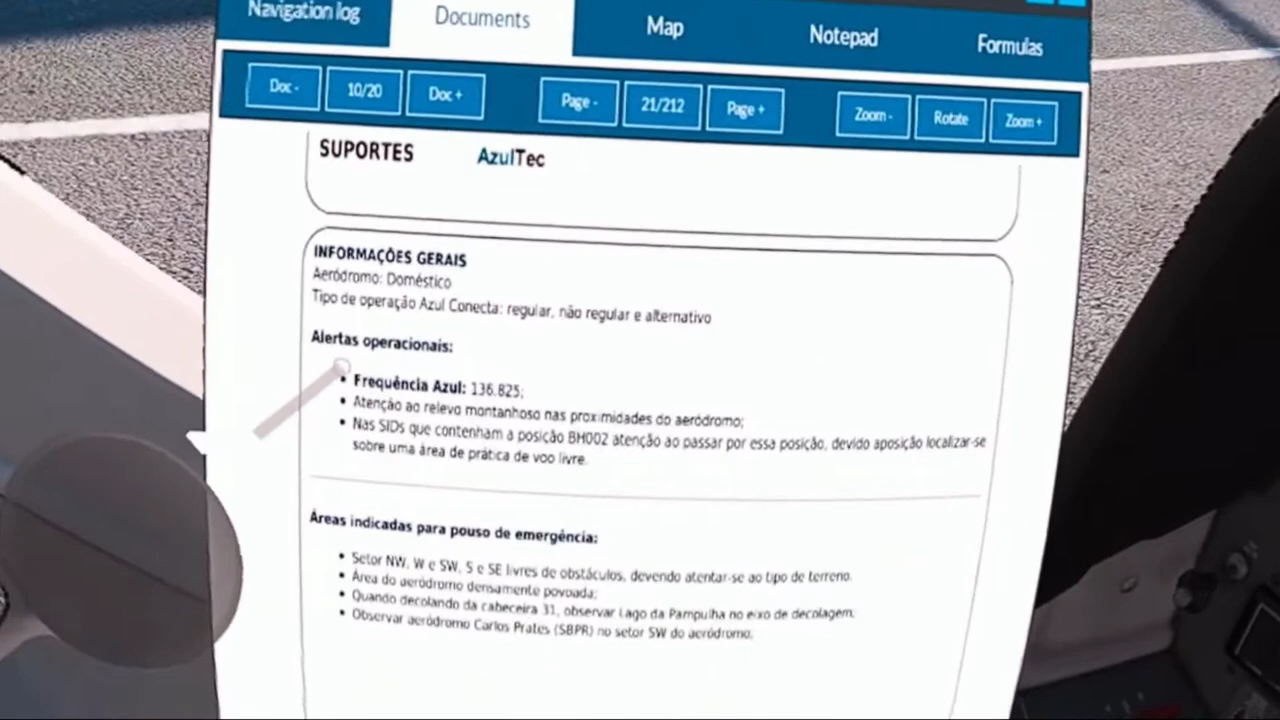 Navigation log Documents Map Notepad Formulas
Doc - 10/20 Doc + Page - 21/212 Page + Zoom - Rotate Zoom +
SUPORTES AzulTec
INFORMAÇÕES GERAIS
Aeródromo: Doméstico
Tipo de operação Azul Conecta: regular, não regular e alternativo
Alertas operacionais:
• Frequência Azul: 136.825;
• Atenção ao relevo montanhoso nas proximidades do aeródromo;
• Nas SIDs que contenham a posição BH002 atenção ao passar por essa posição, devido aposição localizar-se
sobre uma área de prática de voo livre.
Áreas indicadas para pouso de emergência:
• Setor NW, W e SW, S e SE livres de obstáculos, devendo atentar-se ao tipo de terreno.
• Área do aeródromo densamente povoada;
• Quando decolando da cabeceira 31, observar Lago da Pampulha no eixo de decolagem;
• Observar aeródromo Carlos Prates (SBPR) no setor SW do aeródromo.